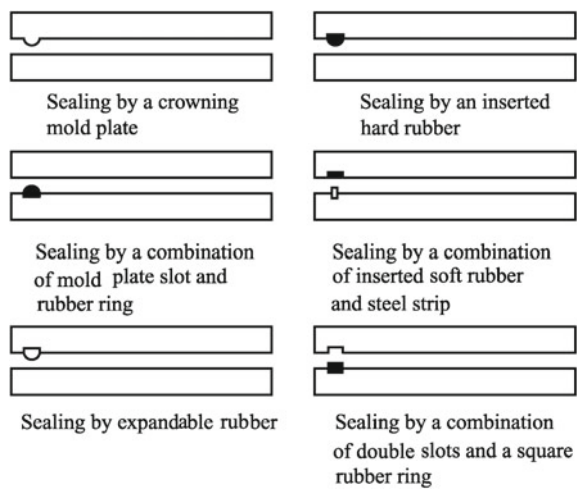 Sealing by a crowning
mold plate
Sealing by an inserted
hard rubber
Sealing by a combination
of mold plate slot and
rubber ring
Sealing by a combination
of inserted soft rubber
and steel strip
Sealing by expandable rubber
Sealing by a combination
of double slots and a square
rubber ring